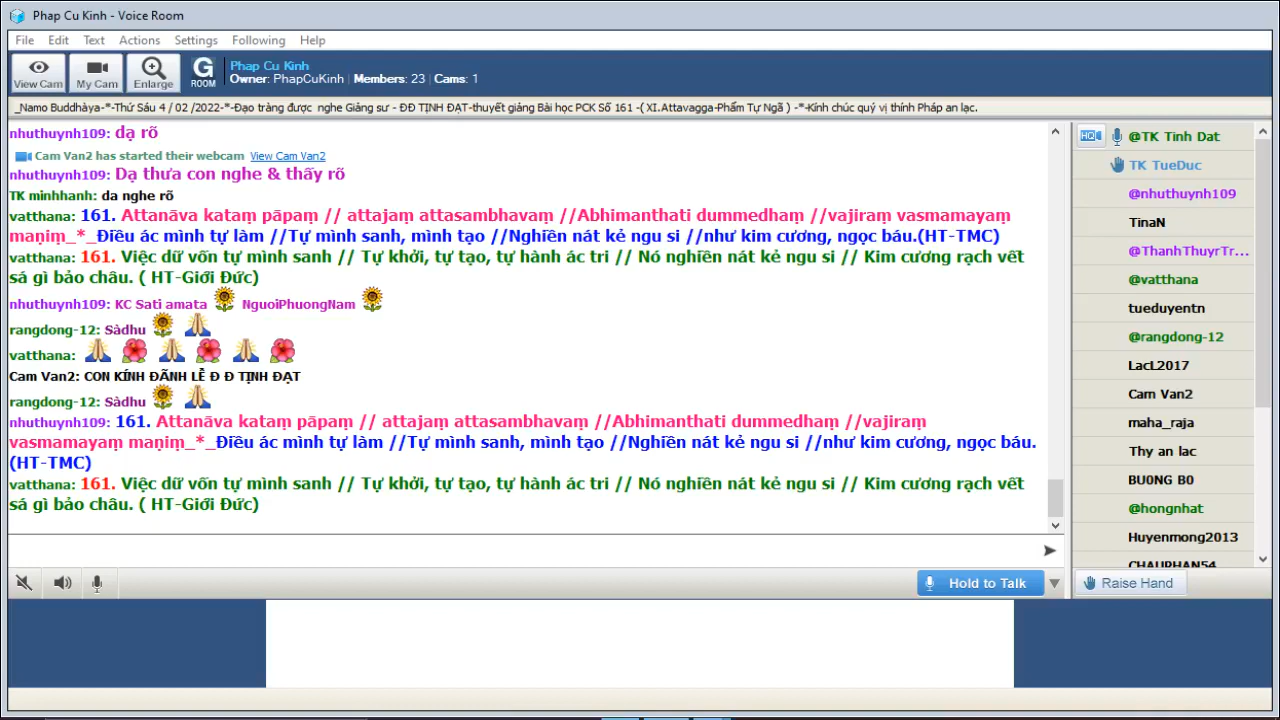 Phap Cu Kinh - Voice Room
File Edit Text Actions Settings Following Help
View Cam My Cam Enlarge G ROOM
Phap Cu Kinh
Owner: PhapCuKinh | Members: 23 | Cams: 1
_Namo Buddhàya-*-Thứ Sáu 4 / 02 /2022-*-Đạo tràng được nghe Giảng sư - ĐĐ TỊNH ĐẠT-thuyết giảng Bài học PCK Số 161 -( XI.Attavagga-Phẩm Tự Ngã ) -*-Kính chúc quý vị thính Pháp an lạc.
nhuthuynh109: dạ rõ
Cam Van2 has started their webcam View Cam Van2
nhuthuynh109: Dạ thưa con nghe & thấy rõ
TK minhhanh: da nghe rõ
vatthana: 161. Attanāva kataṃ pāpaṃ // attajaṃ attasambhavaṃ //Abhimanthati dummedhaṃ //vajiraṃ vasmamayaṃ
maṇiṃ_*_Điều ác mình tự làm //Tự mình sanh, mình tạo //Nghiền nát kẻ ngu si //như kim cương, ngọc báu.(HT-TMC)
vatthana: 161. Việc dữ vốn tự mình sanh // Tự khởi, tự tạo, tự hành ác tri // Nó nghiền nát kẻ ngu si // Kim cương rạch vết
sá gì bảo châu. ( HT-Giới Đức)
nhuthuynh109: KC Sati amata NguoiPhuongNam
rangdong-12: Sàdhu
vatthana:
Cam Van2: CON KÍNH ĐÃNH LỄ Đ Đ TỊNH ĐẠT
rangdong-12: Sàdhu
nhuthuynh109: 161. Attanāva kataṃ pāpaṃ // attajaṃ attasambhavaṃ //Abhimanthati dummedhaṃ //vajiraṃ
vasmamayaṃ maṇiṃ_*_Điều ác mình tự làm //Tự mình sanh, mình tạo //Nghiền nát kẻ ngu si //như kim cương, ngọc báu.
(HT-TMC)
vatthana: 161. Việc dữ vốn tự mình sanh // Tự khởi, tự tạo, tự hành ác tri // Nó nghiền nát kẻ ngu si // Kim cương rạch vết
sá gì bảo châu. ( HT-Giới Đức)
Hold to Talk
HQ @TK Tinh Dat
TK TueDuc
@nhuthuynh109
TinaN
@ThanhThuyrTr...
@vatthana
tueduyentn
@rangdong-12
LacL2017
Cam Van2
maha_raja
Thy an lac
BU0NG B0
@hongnhat
Huyenmong2013
CHAUPHAN54
Raise Hand